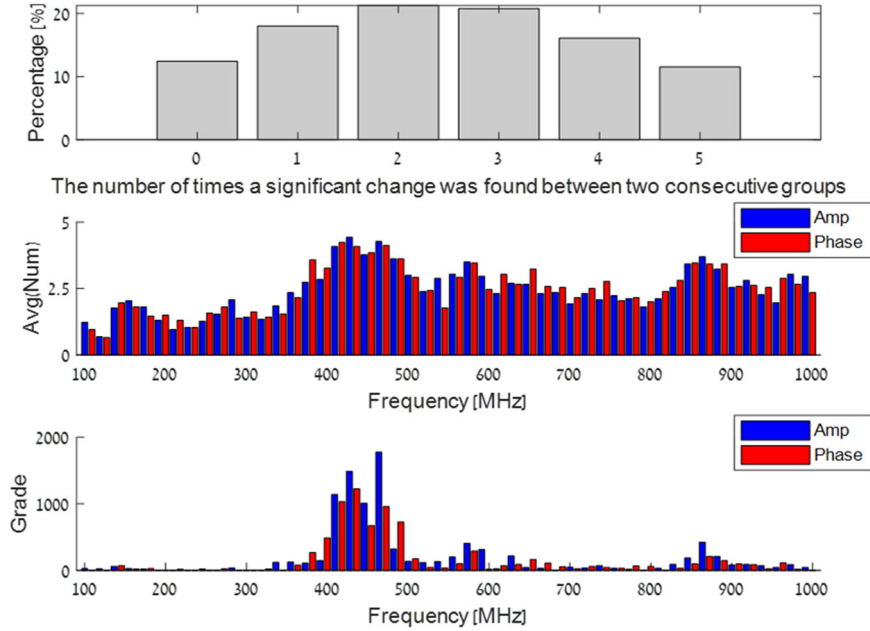 Percentage [%]
20
10
0
0 1 2 3 4 5
The number of times a significant change was found between two consecutive groups
Amp
Phase
Avg(Num)
5
2.5
0
100 200 300 400 500 600 700 800 900 1000
Frequency [MHz]
Amp
Phase
Grade
2000
1000
0
100 200 300 400 500 600 700 800 900 1000
Frequency [MHz]